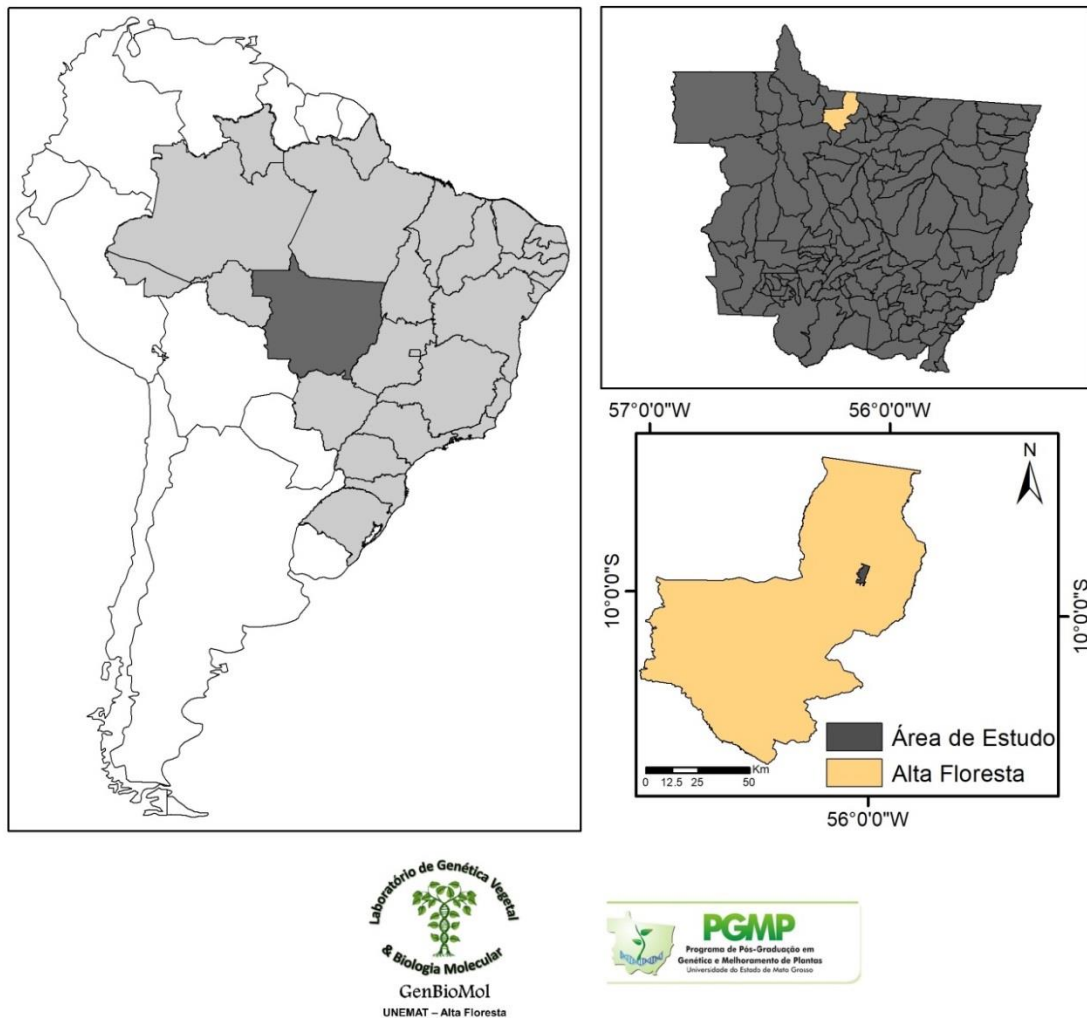 57°0'0"W
56°0'0"W
N
10°0'0"S
10°0'0"S
Área de Estudo
Alta Floresta
Km
0 12.5 25 50
56°0'0"W
Laboratório de Genética Vegetal
& Biologia Molecular
GenBioMol
UNEMAT – Alta Floresta
PGMP
Programa de Pós-Graduação em
Genética e Melhoramento de Plantas
Universidade do Estado de Mato Grosso